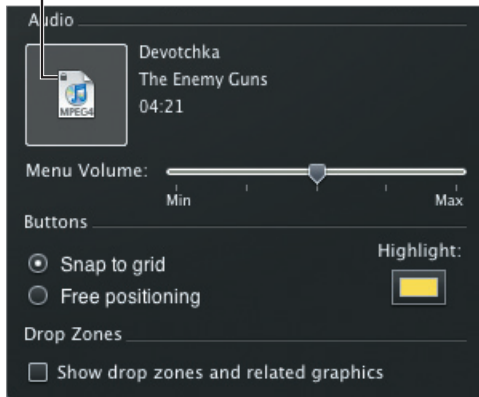 Audio
Devotchka
The Enemy Guns
04:21
MPEG4
Menu Volume:
Min
Max
Buttons
Snap to grid
Highlight:
Free positioning
Drop Zones
Show drop zones and related graphics